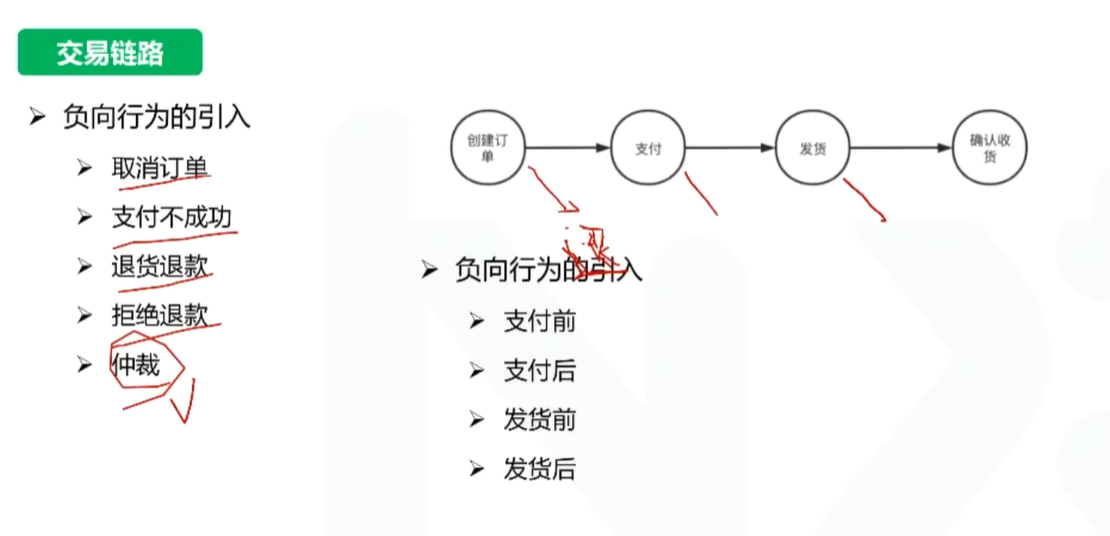 交易链路
负向行为的引入
取消订单
支付不成功
退货退款
拒绝退款
仲裁
创建订
单
支付
发货
确认收
货
退
负向行为的引入
支付前
支付后
发货前
发货后